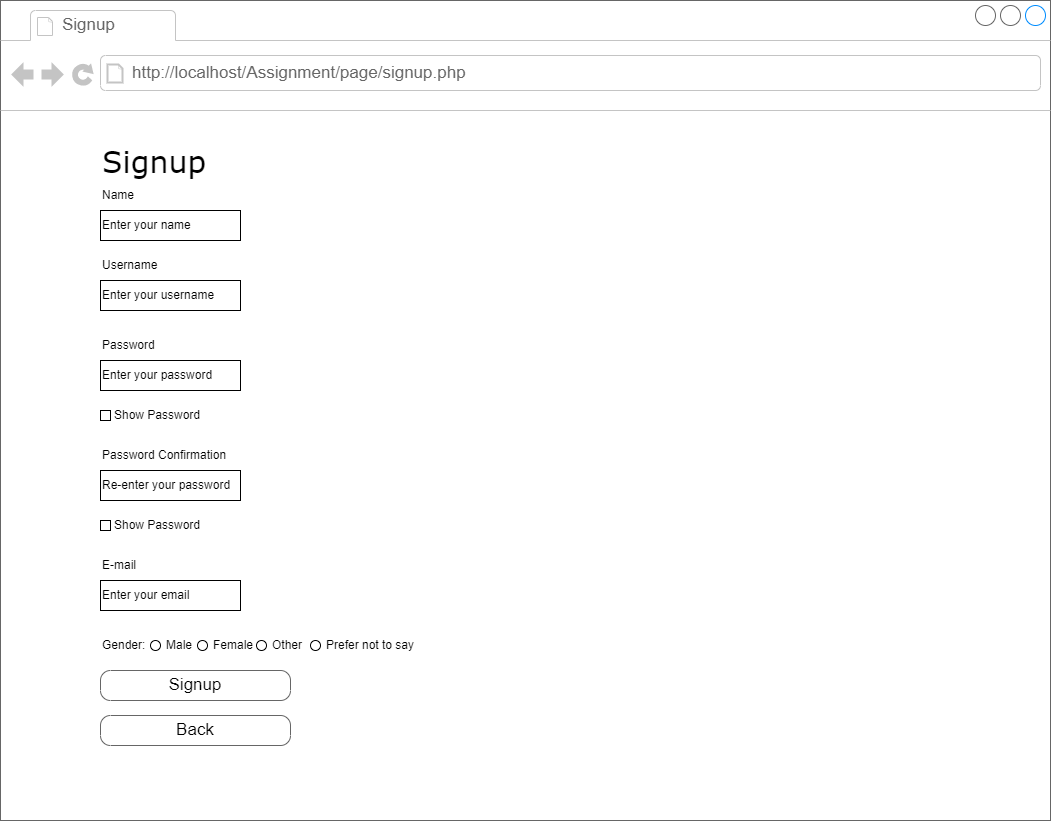 Signup
http://localhost/Assignment/page/signup.php
Signup
Name
Enter your name
Username
Enter your username
Password
Enter your password
Show Password
Password Confirmation
Re-enter your password
Show Password
E-mail
Enter your email
Gender: Male Female Other Prefer not to say
Signup
Back